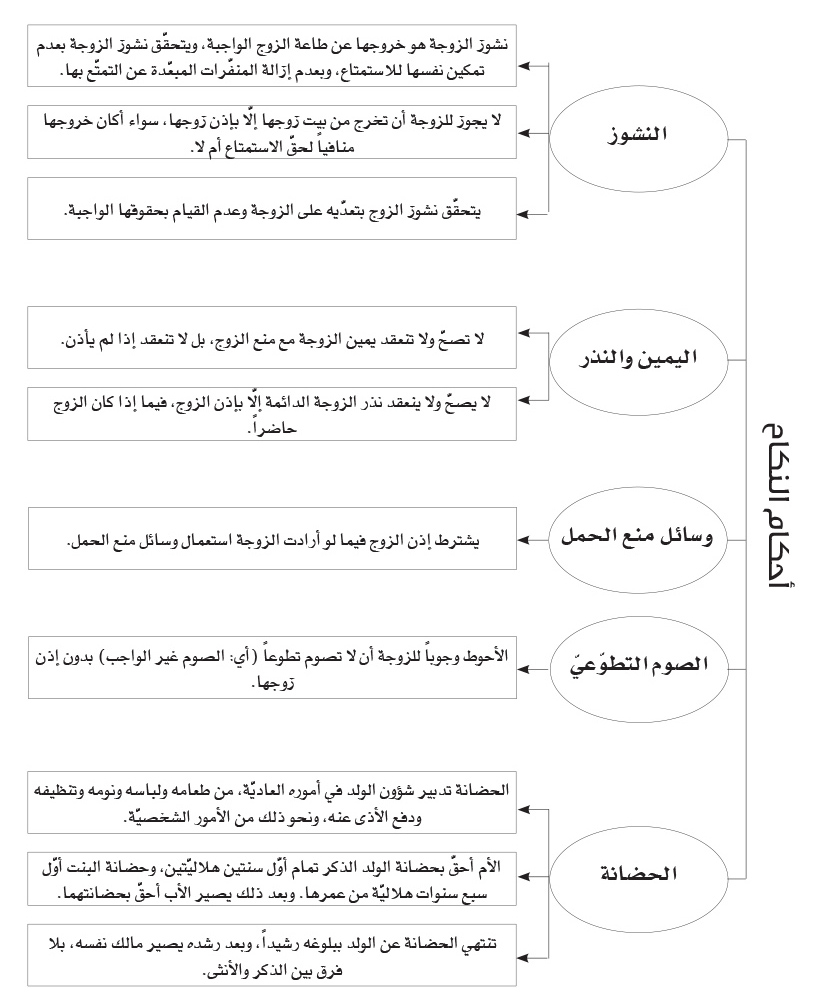 أحكام النكاح
النشوز
نشوز الزوجة هو خروجها عن طاعة الزوج الواجبة، ويتحقّق نشوز الزوجة بعدم
تمكين نفسها للاستمتاع، وبعدم إزالة المنفّرات المبعّدة عن التمتّع بها.
لا يجوز للزوجة أن تخرج من بيت زوجها إلّا بإذن زوجها، سواء أكان خروجها
منافياً لحقّ الاستمتاع أم لا.
يتحقّق نشوز الزوج بتعدّيه على الزوجة وعدم القيام بحقوقها الواجبة.
اليمين والنذر
لا تصحّ ولا تنعقد يمين الزوجة مع منع الزوج، بل لا تنعقد إذا لم يأذن.
لا يصحّ ولا ينعقد نذر الزوجة الدائمة إلّا بإذن الزوج، فيما إذا كان الزوج
حاضراً.
وسائل منع الحمل
يشترط إذن الزوج فيما لو أرادت الزوجة استعمال وسائل منع الحمل.
الصوم التطوّعيّ
الأحوط وجوباً للزوجة أن لا تصوم تطوعاً (أي: الصوم غير الواجب) بدون إذن
زوجها.
الحضانة
الحضانة تدبير شؤون الولد في أموره العاديّة، من طعامه ولباسه ونومه وتنظيفه
ودفع الأذى عنه، ونحو ذلك من الأمور الشخصيّة.
الأم أحقّ بحضانة الولد الذكر تمام أوّل سنتين هلاليّتين، وحضانة البنت أوّل
سبع سنوات هلاليّة من عمرها. وبعد ذلك يصير الأب أحقّ بحضانتهما.
تنتهي الحضانة عن الولد ببلوغه رشيداً، وبعد رشده يصير مالك نفسه، بلا
فرق بين الذكر والأنثى.